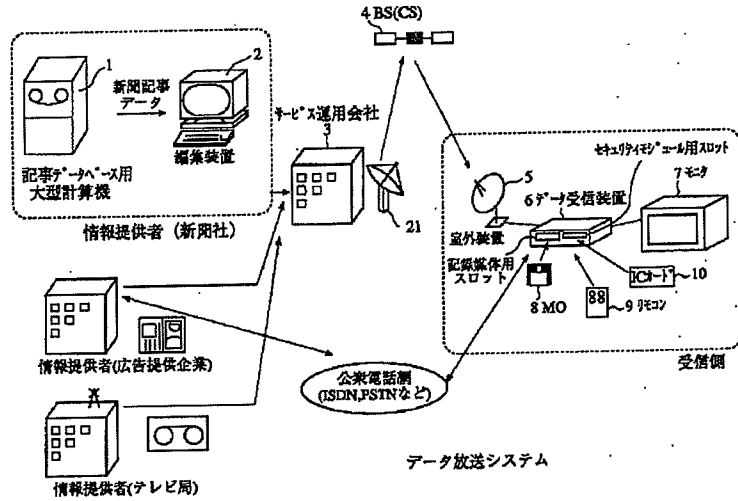 4 BS(CS)
1
新聞記事
データ
2
編集装置
記事データベース用
大型計算機
情報提供者(新聞社)
サービス運用会社
3
21
セキュリティモジュール用スロット
5
6データ受信装置
7モニタ
室外装置
記録媒体用
スロット
8 MO
9 リモコン
ICカード
10
受信側
情報提供者(広告提供企業)
公衆電話網
(ISDN,PSTNなど)
情報提供者(テレビ局)
データ放送システム